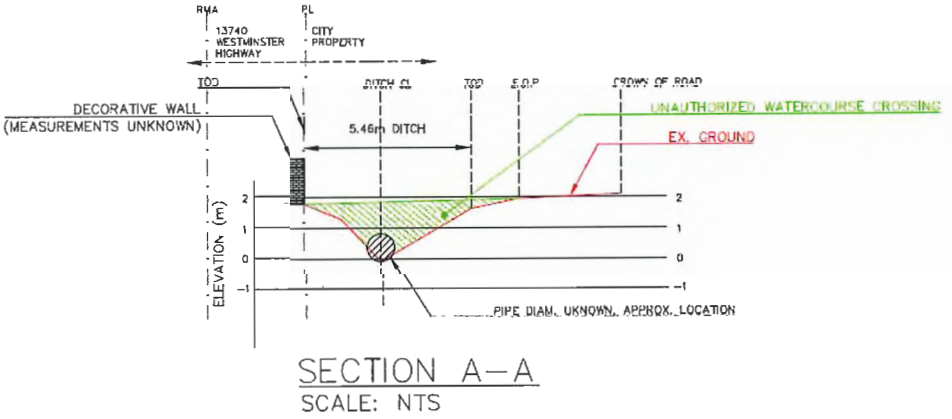 RMA
PL
13740
WESTMINSTER
HIGHWAY
CITY
PROPERTY
TOD
DITCH CL
TOD
E.O.P
CROWN OF ROAD
DECORATIVE WALL
(MEASUREMENTS UNKNOWN)
5.46m DITCH
UNAUTHORIZED WATERCOURSE CROSSING
EX. GROUND
ELEVATION (m)
2
2
1
1
0
0
-1
-1
PIPE DIAM. UKNOWN, APPROX. LOCATION
SECTION A-A
SCALE: NTS